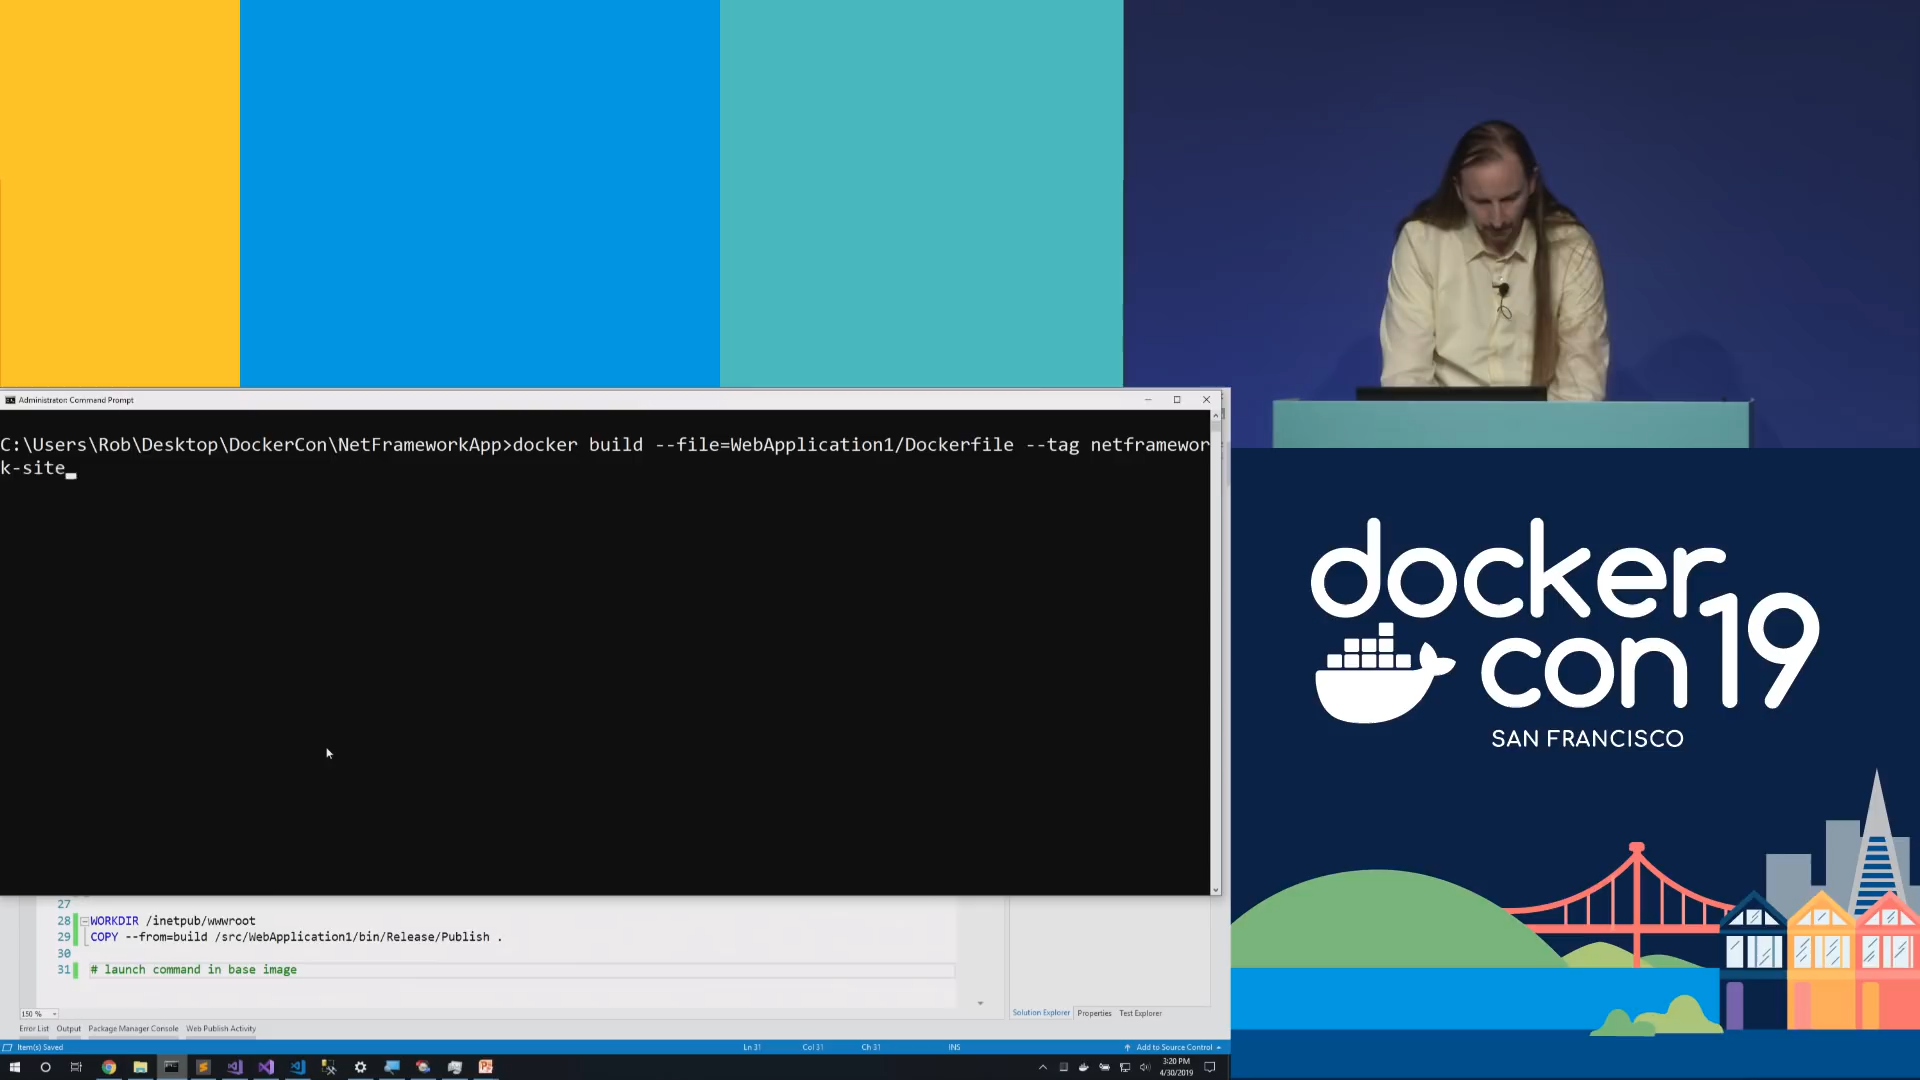 Administrator: Command Prompt
C:\Users\Rob\Desktop\DockerCon\NetFrameworkApp>docker build --file=WebApplication1/Dockerfile --tag networkframewor
k-site
27
28 WORKDIR /inetpub/wwwroot
29 COPY --from=build /src/WebApplication1/bin/Release/Publish .
30
31 # launch command in base image
150 %
Solution Explorer Properties Test Explorer
Error List Output Package Manager Console Web Publish Activity
Item(s) Saved Ln 31 Col 31 Ch 31 INS Add to Source Control
3:20 PM
4/30/2019
docker
con 19
SAN FRANCISCO